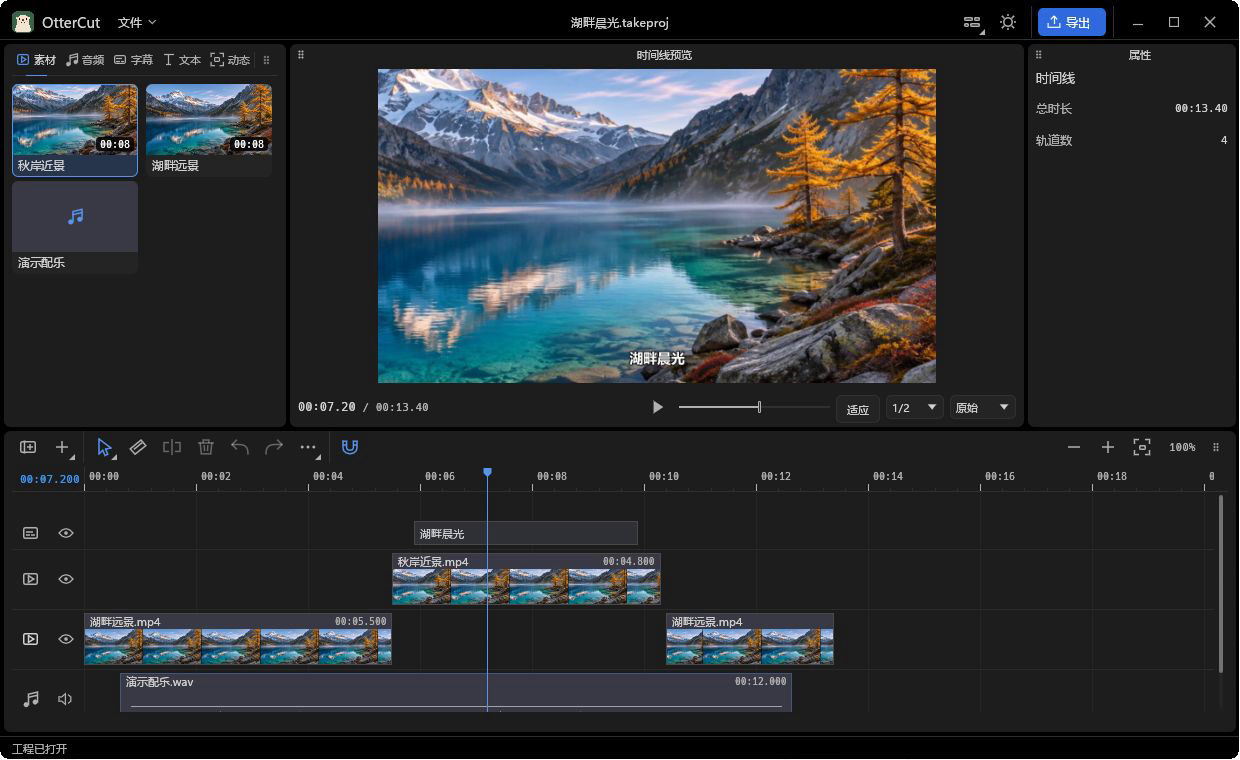 OtterCut 文件 湖畔晨光.takeproj 导出
素材 音频 字幕 文本 动态
00:08 00:08
秋岸近景 湖畔远景
演示配乐
时间线预览
湖畔晨光
00:07.20 / 00:13.40 适应 1/2 原始
属性
时间线
总时长 00:13.40
轨道数 4
100%
00:07.200 00:00 00:02 00:04 00:06 00:08 00:10 00:12 00:14 00:16 00:18
湖畔晨光
秋岸近景.mp4 00:04.800
湖畔远景.mp4 00:05.500 湖畔远景.mp4
演示配乐.wav 00:12.000
工程已打开